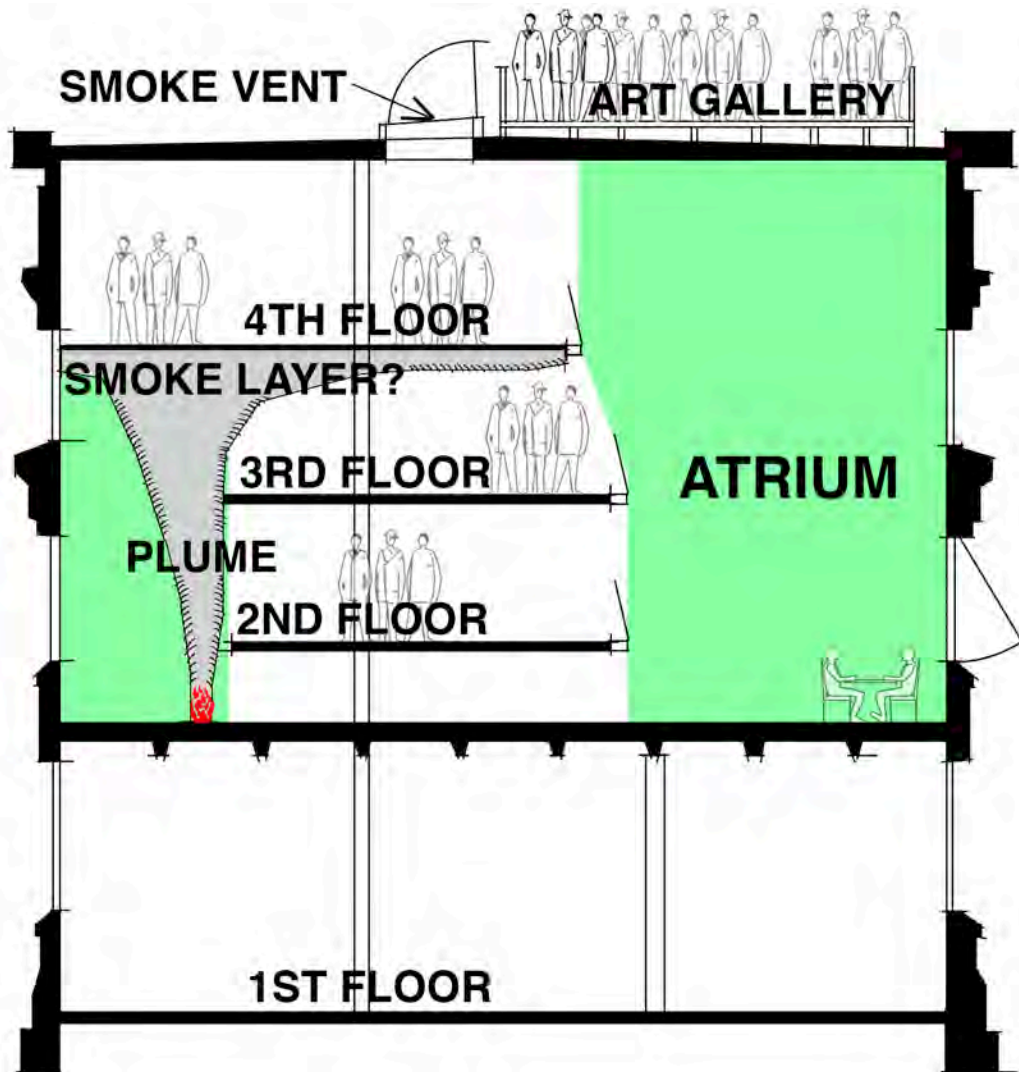 SMOKE VENT
ART GALLERY
4TH FLOOR
SMOKE LAYER?
3RD FLOOR
ATRIUM
PLUME
2ND FLOOR
1ST FLOOR